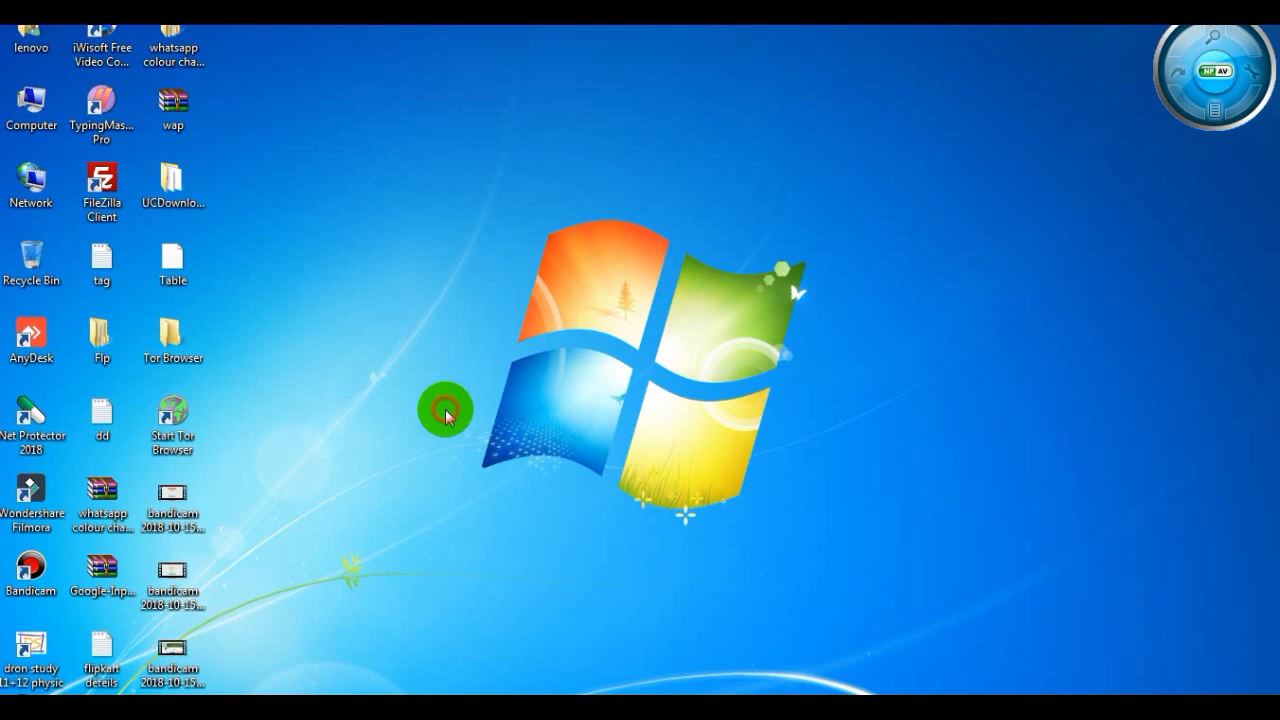 lenovo
iWisoft Free
Video Co...
whatsapp
colour cha...
Computer
TypingMas...
Pro
wap
Network
FileZilla
Client
UCDownlo...
Recycle Bin
tag
Table
AnyDesk
Flp
Tor Browser
Net Protector
2018
dd
Start Tor
Browser
Wondershare
Filmora
whatsapp
colour cha...
bandicam
2018-10-15...
Bandicam
Google-Inp...
bandicam
2018-10-15...
dron study
11+12 physic
flipkart
deteils
bandicam
2018-10-15...
NP AV